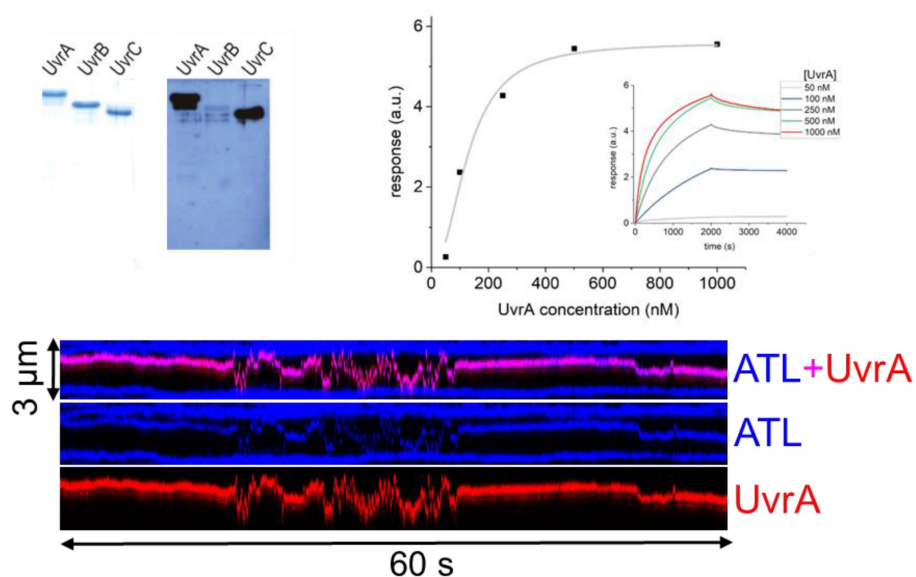 UvrA UvrB UvrC
UvrA UvrB UvrC
6
4
2
0
response (a.u.)
0 200 400 600 800 1000
UvrA concentration (nM)
[UvrA]
50 nM
100 nM
250 nM
500 nM
1000 nM
6
4
2
0
response (a.u.)
0 1000 2000 3000 4000
time (s)
3 μm
ATL+UvrA
ATL
UvrA
60 s